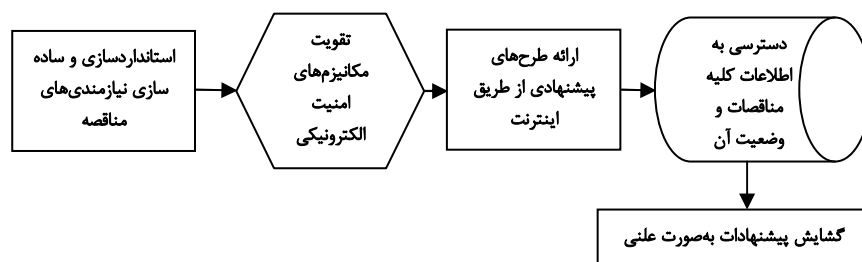 استانداردسازی و ساده
سازی نیازمندی‌های
مناقصه
تقویت
مکانیزم‌های
امنیت
الکترونیکی
ارائه طرح‌های
پیشنهادی از طریق
اینترنت
دسترسی به
اطلاعات کلیه
مناقصات و
وضعیت آن
گشایش پیشنهادات به‌صورت علنی